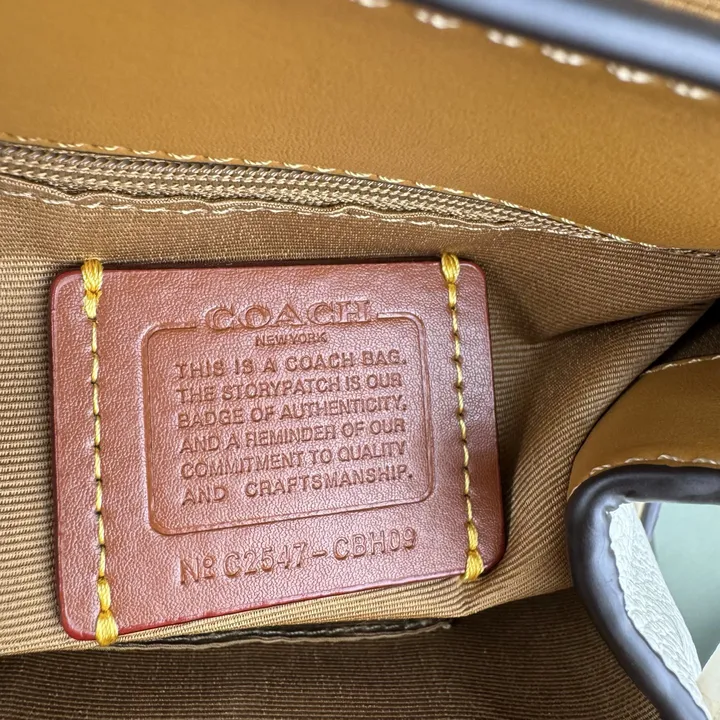 COACH
NEW YORK
THIS IS A COACH BAG.
THE STORYPATCH IS OUR
BADGE OF AUTHENTICITY,
AND A REMINDER OF OUR
COMMITMENT TO QUALITY
AND CRAFTSMANSHIP.
Nº C2547-CBH09